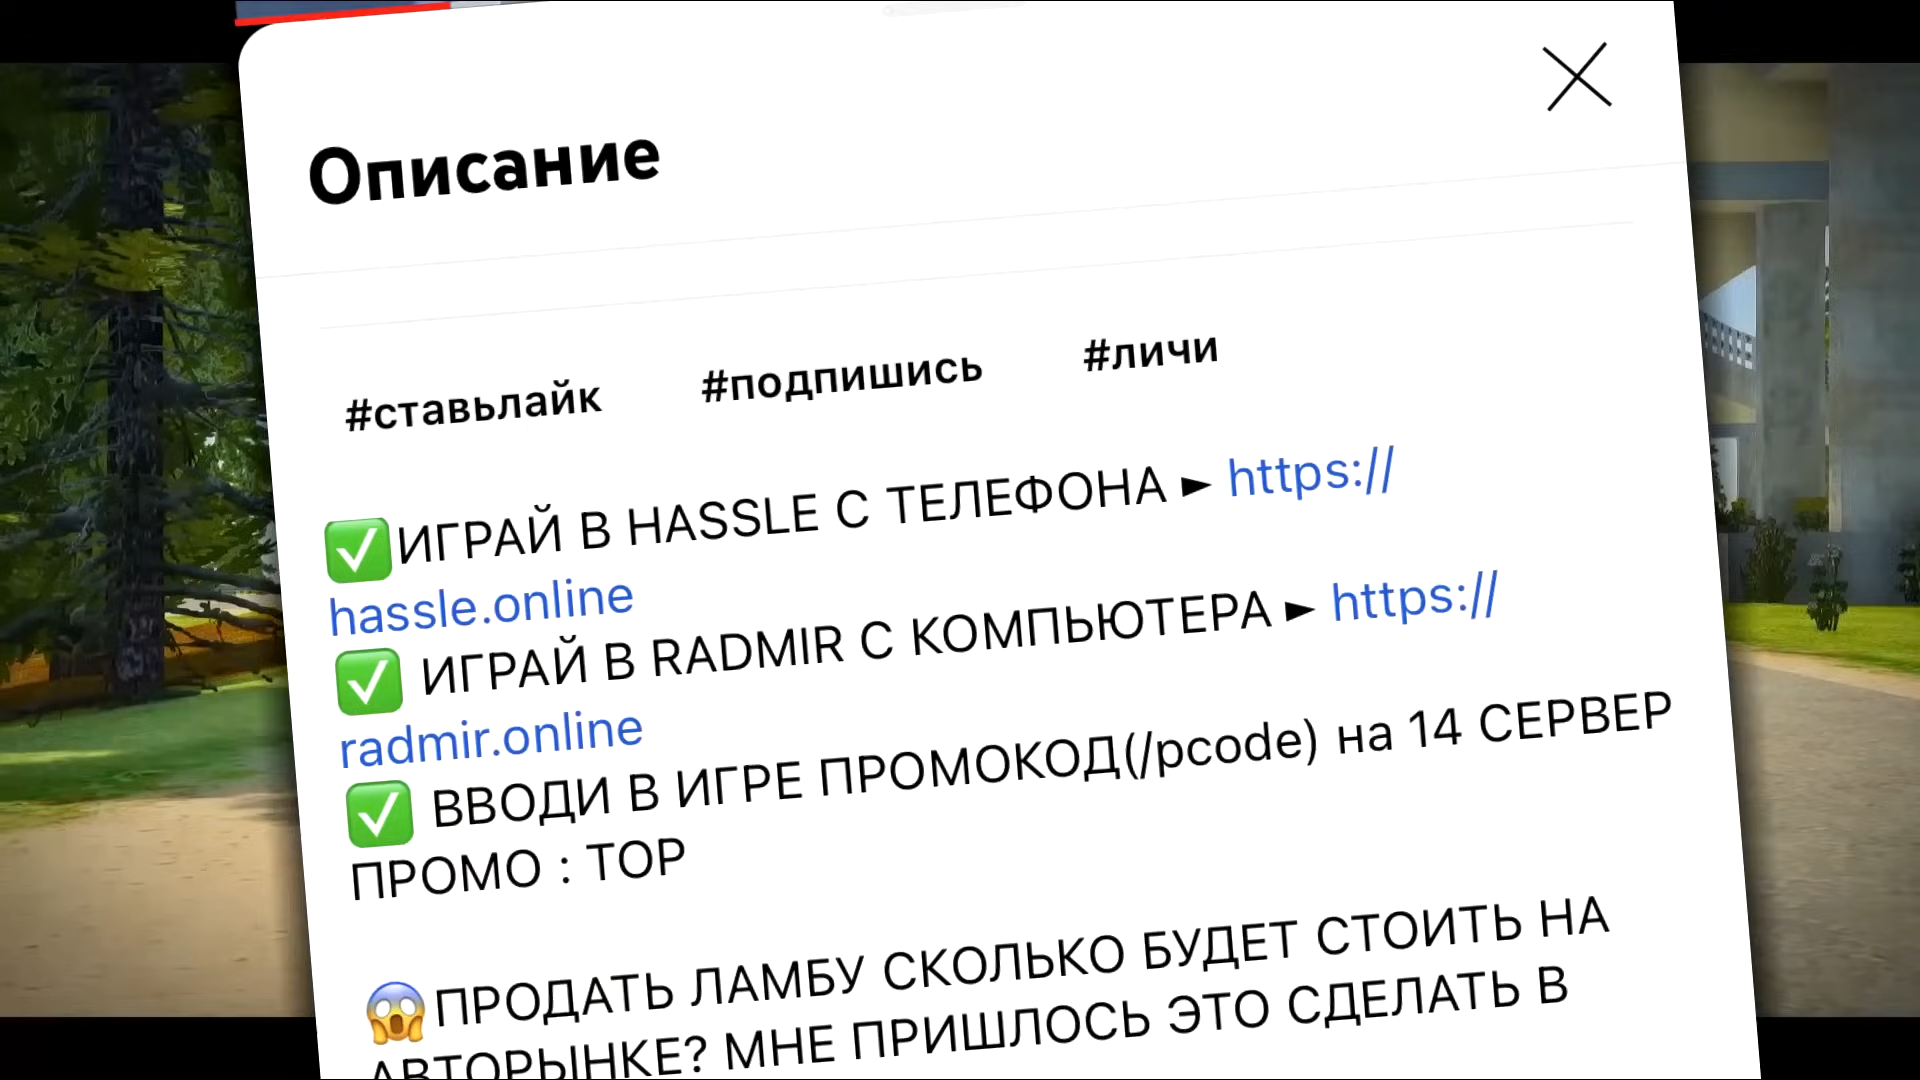 Описание
#ставьлайк #подпишись #личи
✅ИГРАЙ В HASSLE С ТЕЛЕФОНА ► https://
hassle.online
✅ ИГРАЙ В RADMIR С КОМПЬЮТЕРА ► https://
radmir.online
✅ ВВОДИ В ИГРЕ ПРОМОКОД(/pcode) на 14 СЕРВЕР
ПРОМО : TOP
😱ПРОДАТЬ ЛАМБУ СКОЛЬКО БУДЕТ СТОИТЬ НА
АВТОРЫНКЕ? МНЕ ПРИШЛОСЬ ЭТО СДЕЛАТЬ В